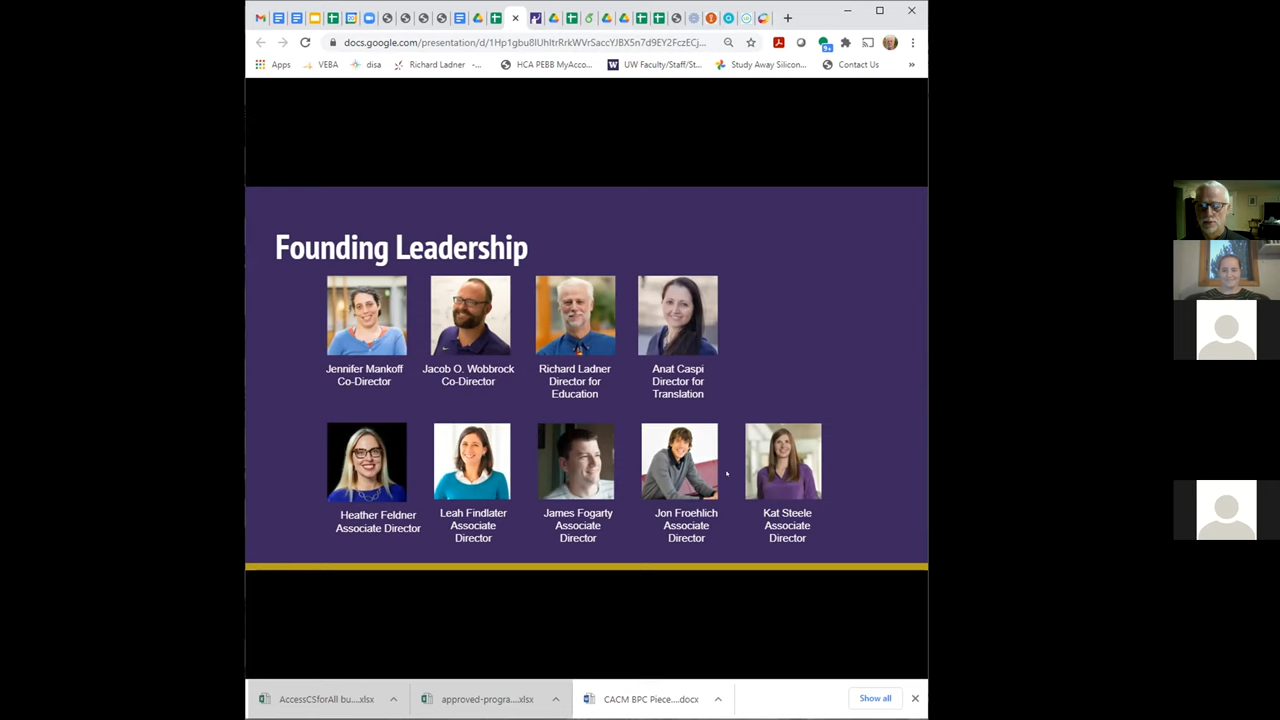 docs.google.com/presentation/d/1Hp1gbu8lUhltrRrkWVrSaccYJBX5n7d9EY2FczECj...
9+
Apps
VEBA
disa
Richard Ladner -...
HCA PEBB MyAcco...
UW Faculty/Staff/St...
Study Away Silicon...
Contact Us
»
Founding Leadership
Jennifer Mankoff
Co-Director
Jacob O. Wobbrock
Co-Director
Richard Ladner
Director for
Education
Anat Caspi
Director for
Translation
Heather Feldner
Associate Director
Leah Findlater
Associate
Director
James Fogarty
Associate
Director
Jon Froehlich
Associate
Director
Kat Steele
Associate
Director
AccessCSforAll bu....xlsx
approved-progra....xlsx
CACM BPC Piece....docx
Show all